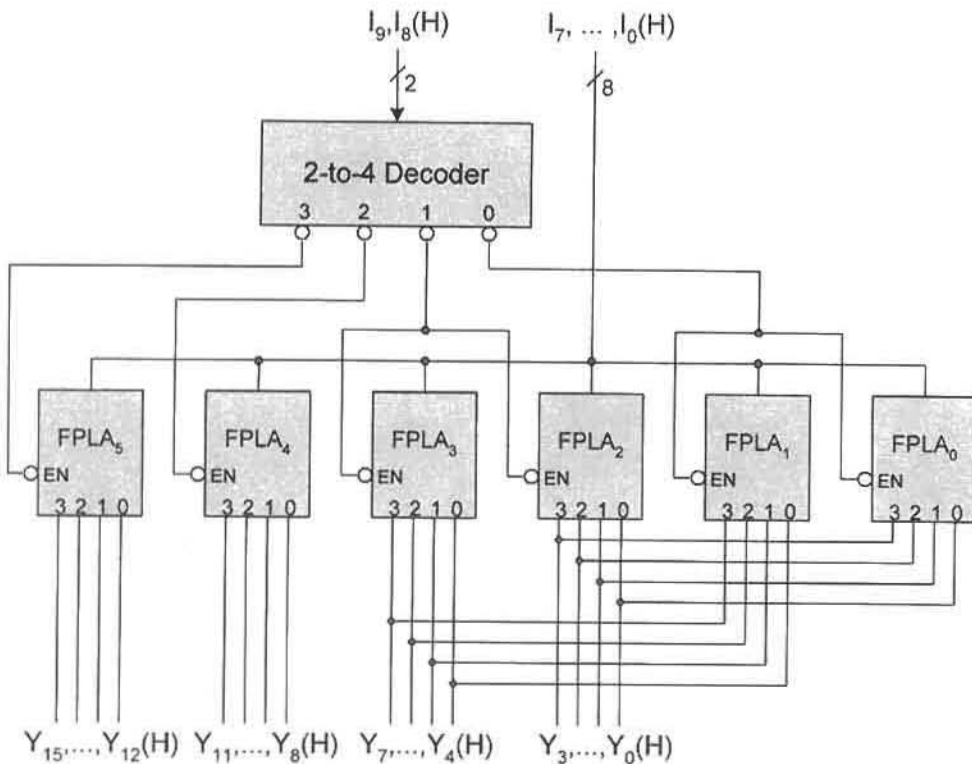 I₉,I₈(H) I₇, ... ,I₀(H)
2 8
2-to-4 Decoder
3 2 1 0
FPLA₅ FPLA₄ FPLA₃ FPLA₂ FPLA₁ FPLA₀
EN EN EN EN EN EN
3 2 1 0 3 2 1 0 3 2 1 0 3 2 1 0 3 2 1 0 3 2 1 0
Y₁₅,...,Y₁₂(H) Y₁₁,...,Y₈(H) Y₇,...,Y₄(H) Y₃,...,Y₀(H)